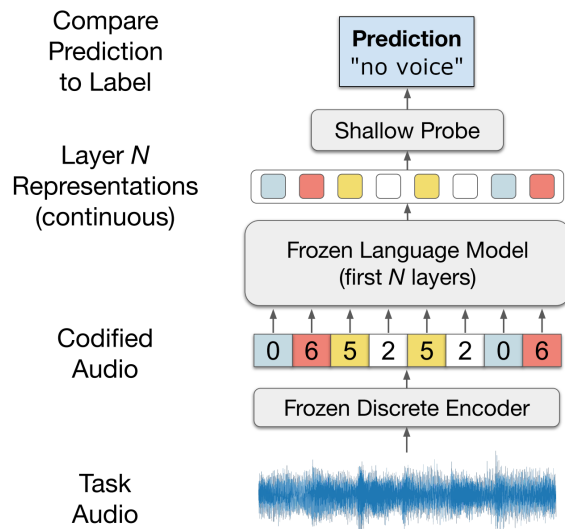 Compare
Prediction
to Label
Prediction
"no voice"
Shallow Probe
Layer N
Representations
(continuous)
Frozen Language Model
(first N layers)
Codified
Audio
0 6 5 2 5 2 0 6
Frozen Discrete Encoder
Task
Audio